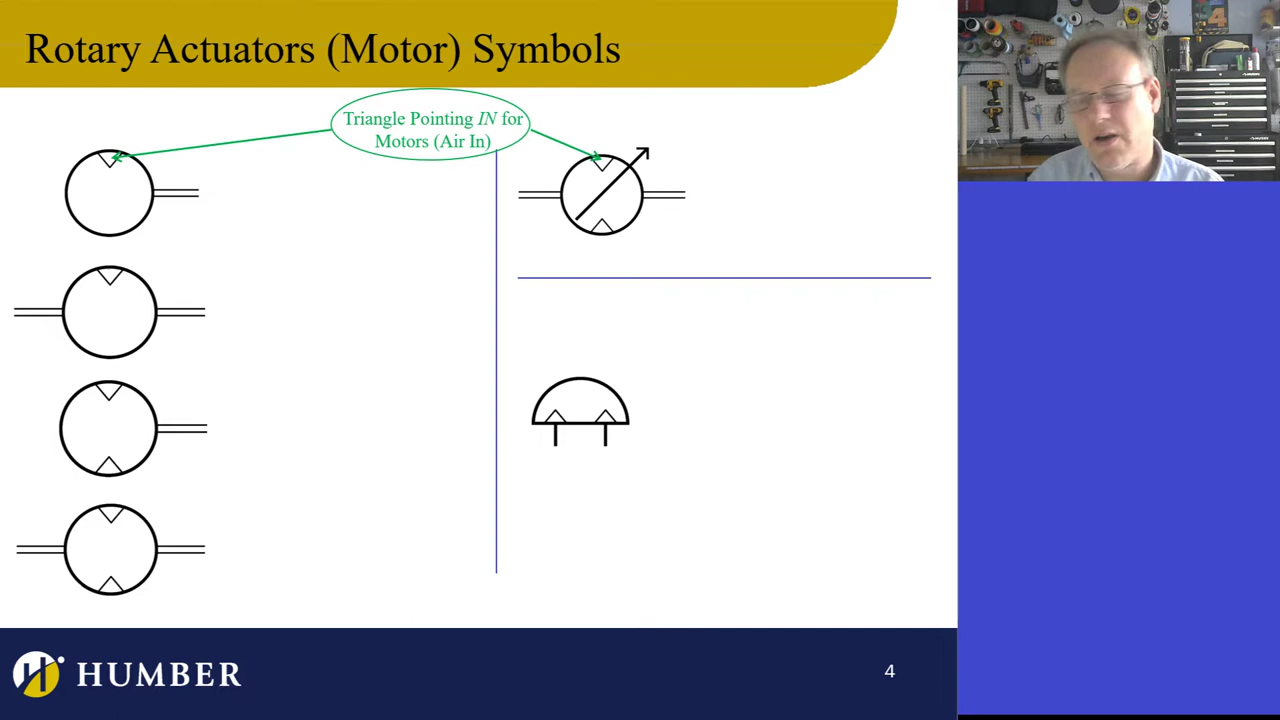 Rotary Actuators (Motor) Symbols
Triangle Pointing IN for
Motors (Air In)
HUMBER
4